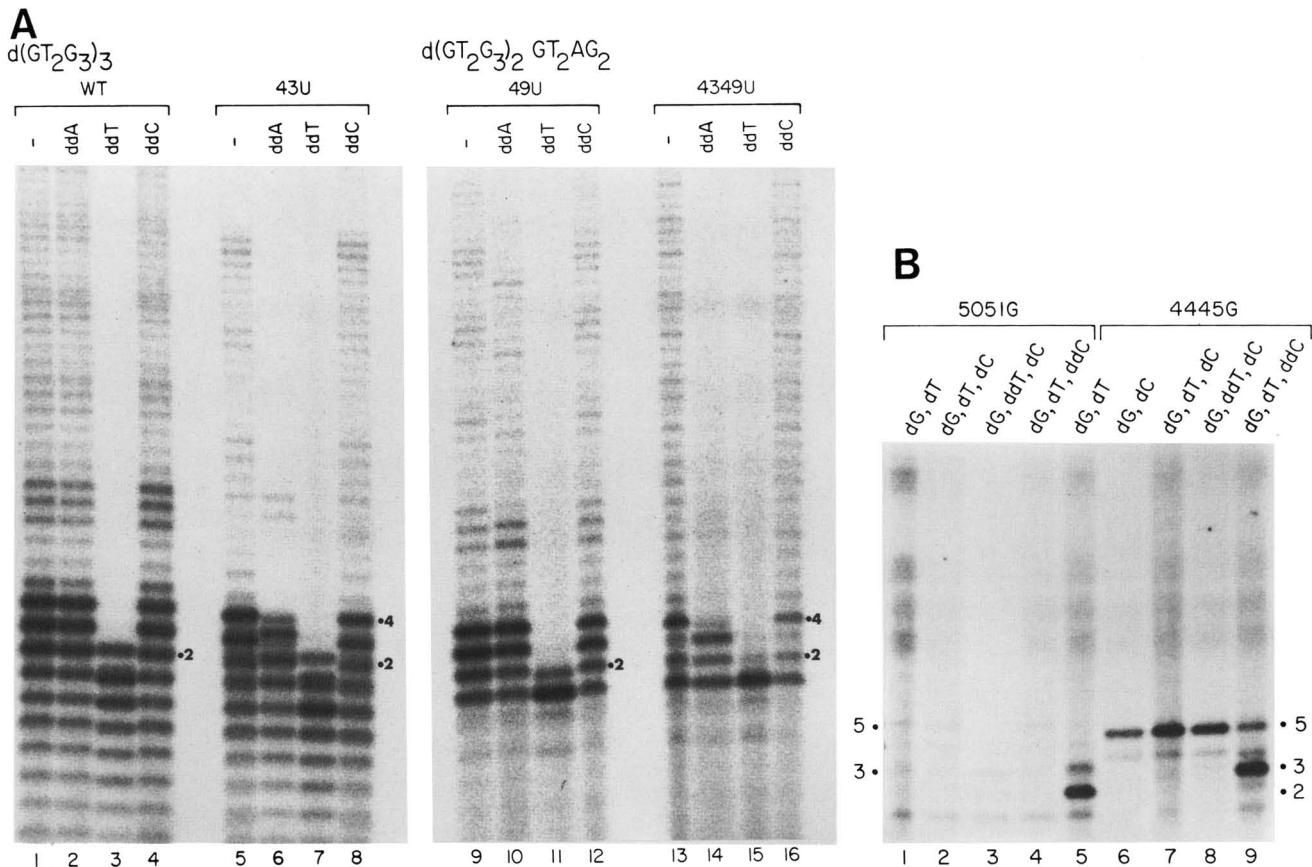 A
d(GT2G3)3
WT
43U
- ddA ddT ddC
- ddA ddT ddC
•2
•4
•2
1 2 3 4 5 6 7 8
d(GT2G3)2 GT2AG2
49U
4349U
- ddA ddT ddC
- ddA ddT ddC
•2
•4
•2
9 10 11 12 13 14 15 16
B
5051G
4445G
dG, dT
dG, dT, dC
dG, ddT, dC
dG, dT, ddC
dG, dT
dG, dC
dG, dT, dC
dG, ddT, dC
dG, dT, ddC
5 •
3 •
• 5
• 3
• 2
1 2 3 4 5 6 7 8 9